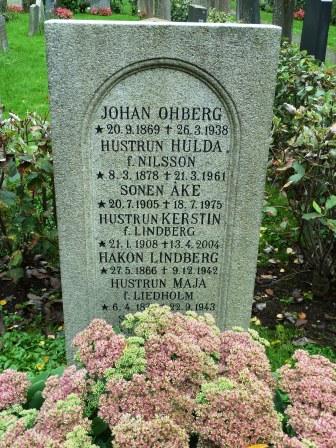 JOHAN OHBERG
★ 20.9.1869 + 26.3.1938
HUSTRUN HULDA
f. NILSSON
★ 8.3.1878 + 21.3.1961
SONEN ÅKE
★ 20.7.1905 + 18.7.1975
HUSTRUN KERSTIN
f. LINDBERG
★ 21.1.1908 + 13.4.2004
HAKON LINDBERG
★ 27.5.1866 + 9.12.1942
HUSTRUN MAJA
f. LIEDHOLM
★ 6.4. 22.9.1943